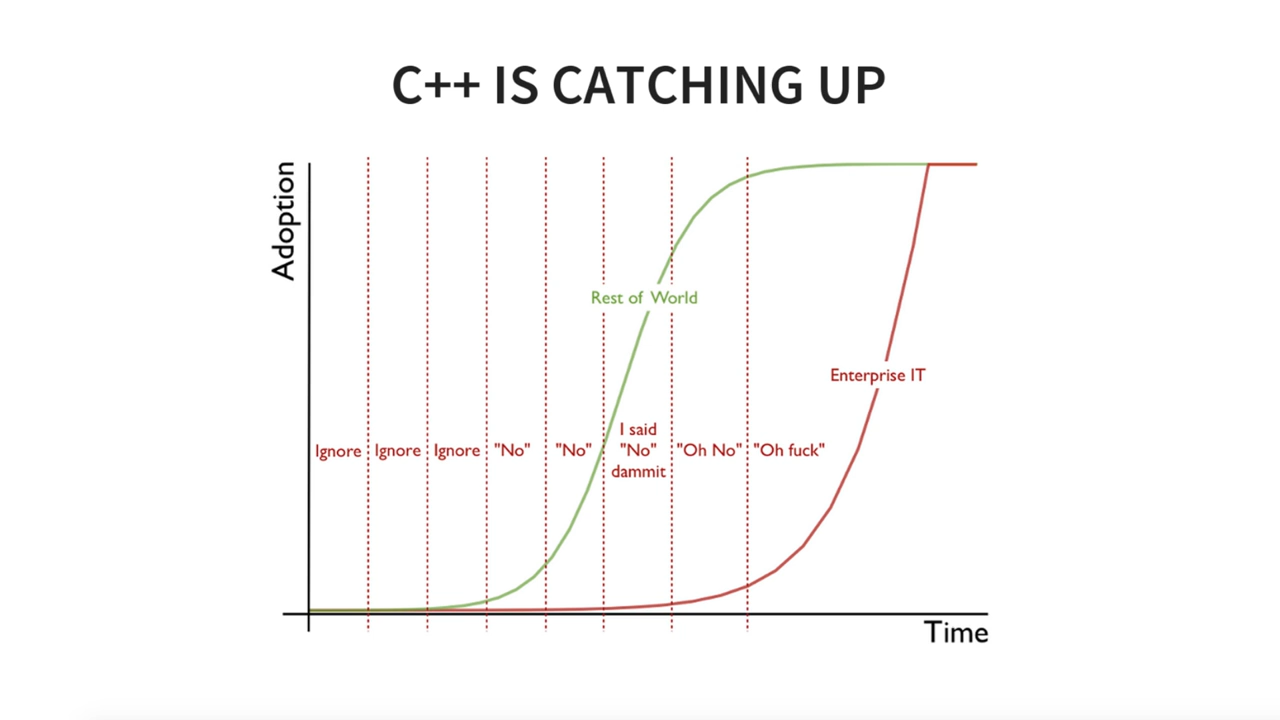 C++ IS CATCHING UP
Adoption
Rest of World
Enterprise IT
Ignore
Ignore
Ignore
"No"
"No"
I said
"No"
dammit
"Oh No"
"Oh fuck"
Time